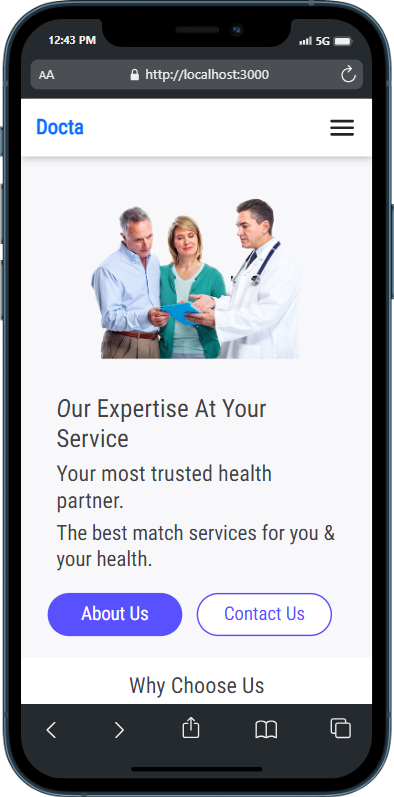 12:43 PM
5G
AA
http://localhost:3000
Docta
Our Expertise At Your
Service
Your most trusted health
partner.
The best match services for you &
your health.
About Us
Contact Us
Why Choose Us